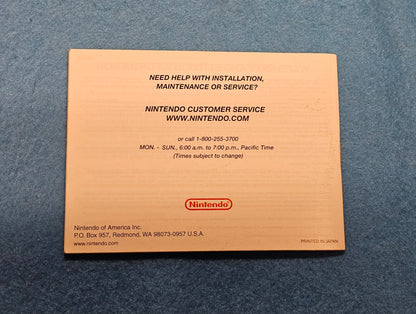 NEED HELP WITH INSTALLATION,
MAINTENANCE OR SERVICE?
NINTENDO CUSTOMER SERVICE
WWW.NINTENDO.COM
or call 1-800-255-3700
MON. - SUN., 6:00 a.m. to 7:00 p.m., Pacific Time
(Times subject to change)
Nintendo
Nintendo of America Inc.
P.O. Box 957, Redmond, WA 98073-0957 U.S.A.
www.nintendo.com
PRINTED IN JAPAN